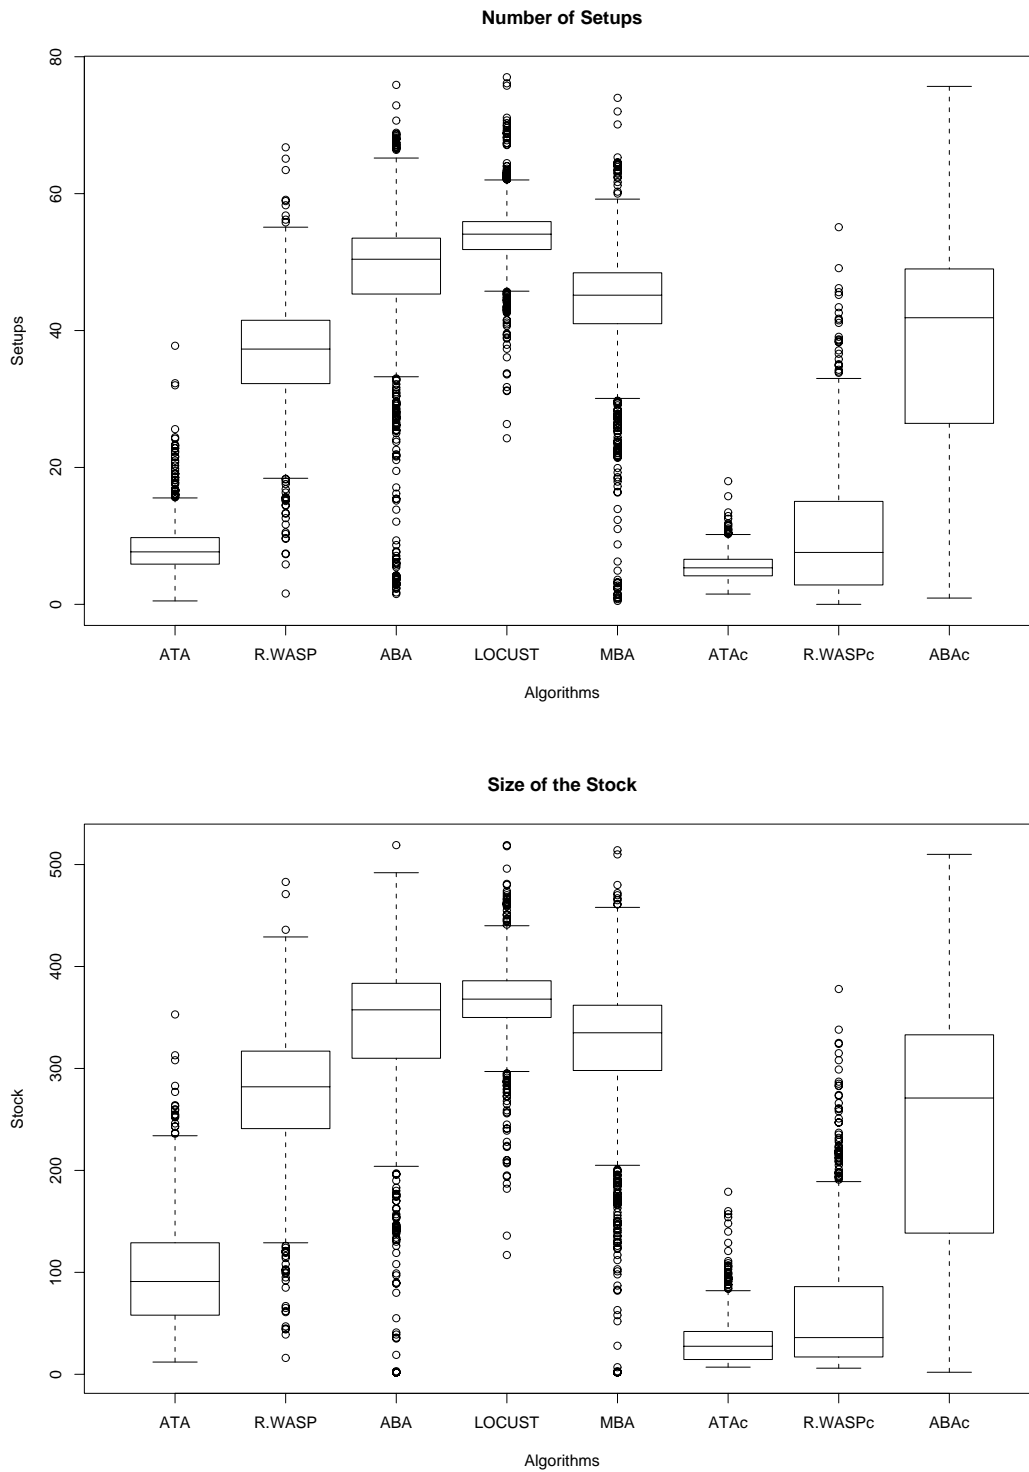 Number of Setups
80
60
40
20
0
Setups
ATA R.WASP ABA LOCUST MBA ATAc R.WASPc ABAc
Algorithms
Size of the Stock
500
400
300
200
100
0
Stock
ATA R.WASP ABA LOCUST MBA ATAc R.WASPc ABAc
Algorithms